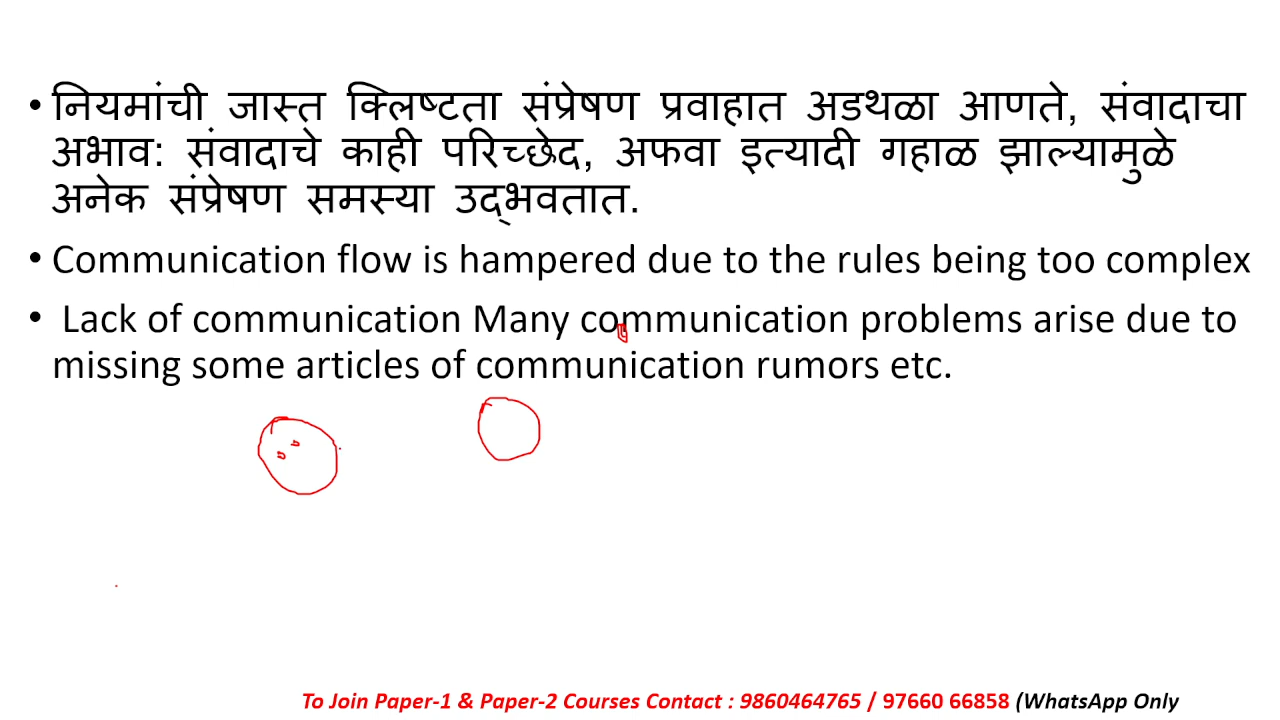 • नियमांची जास्त क्लिष्टता संप्रेषण प्रवाहात अडथळा आणते, संवादाचा
अभाव: संवादाचे काही परिच्छेद, अफवा इत्यादी गहाळ झाल्यामुळे
अनेक संप्रेषण समस्या उद्‌भवतात.
• Communication flow is hampered due to the rules being too complex
• Lack of communication Many communication problems arise due to
missing some articles of communication rumors etc.
To Join Paper-1 & Paper-2 Courses Contact : 9860464765 / 97660 66858 (WhatsApp Only